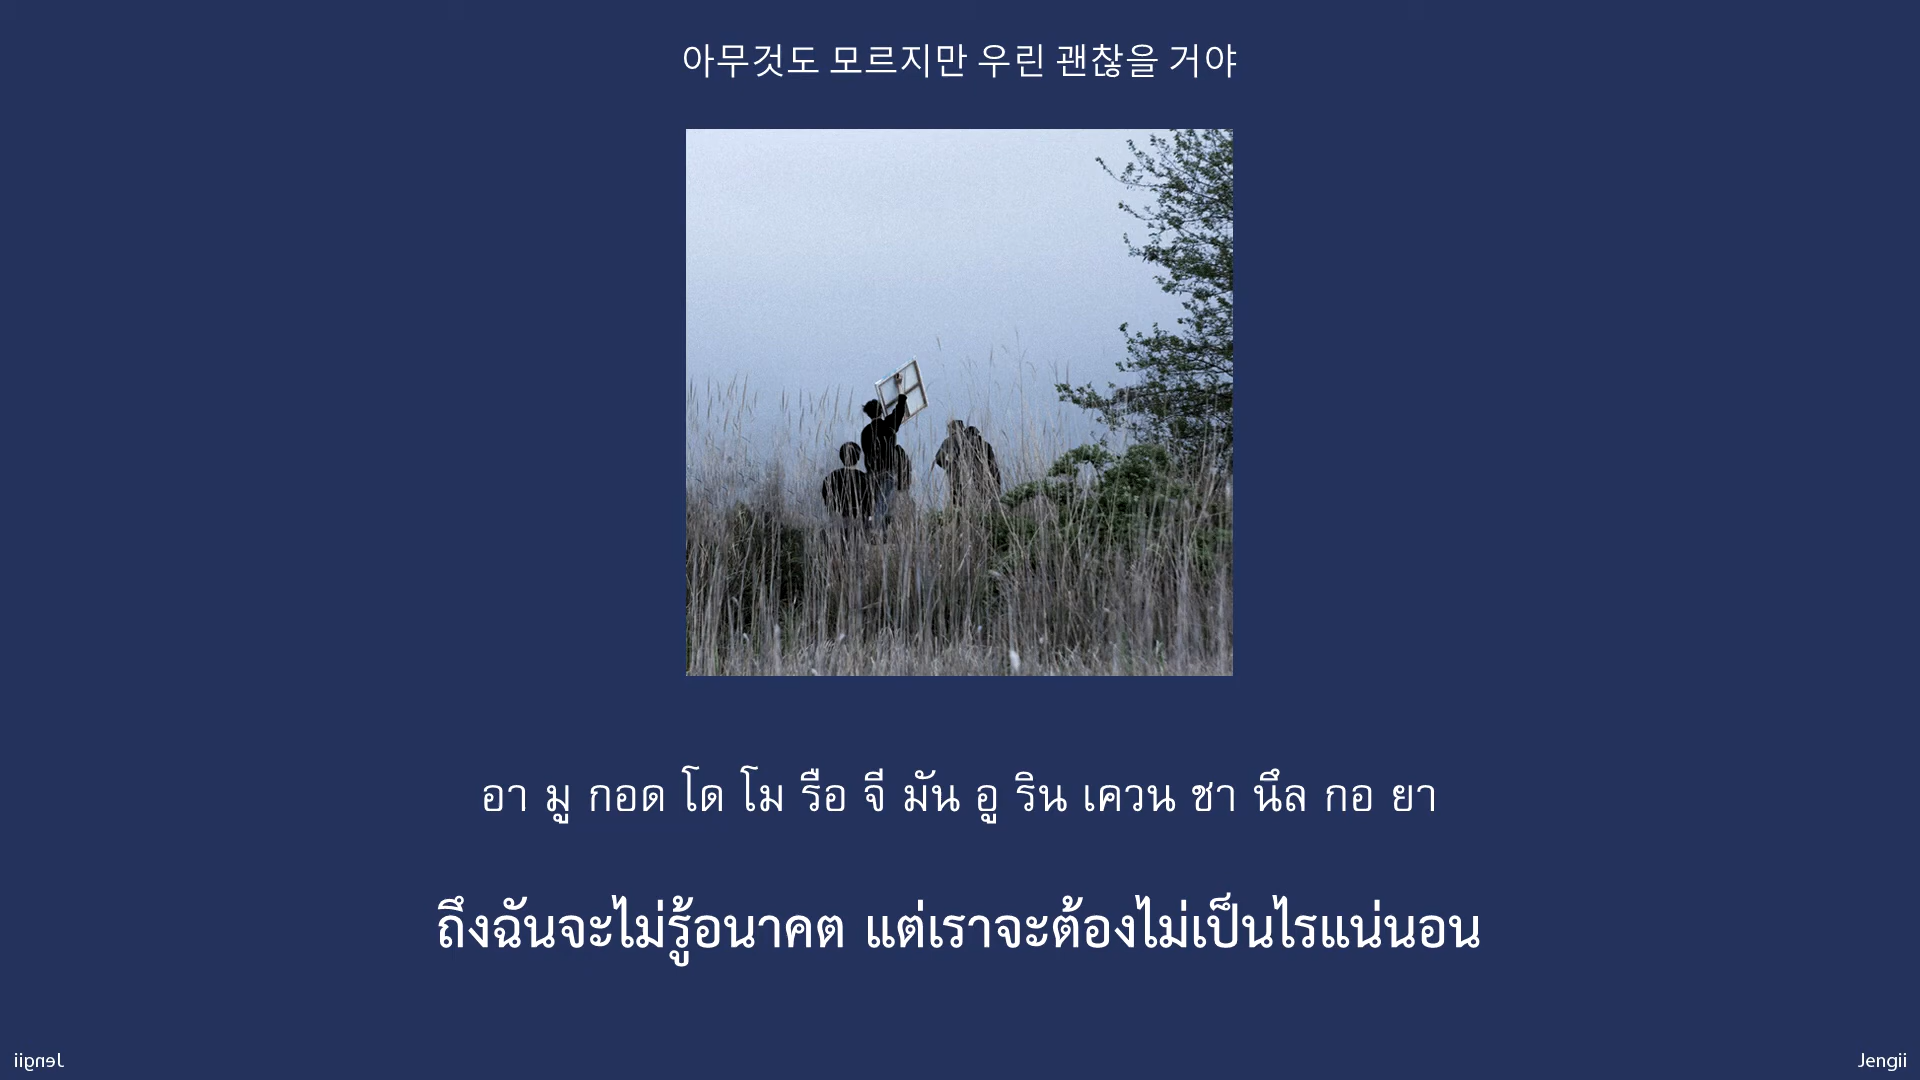 아무것도 모르지만 우린 괜찮을 거야
อา มู กอด โด โม รือ จี มัน อู ริน เควน ชา นึล กอ ยา
ถึงฉันจะไม่รู้อนาคต แต่เราจะต้องไม่เป็นไรแน่นอน
Jengii
Jengii